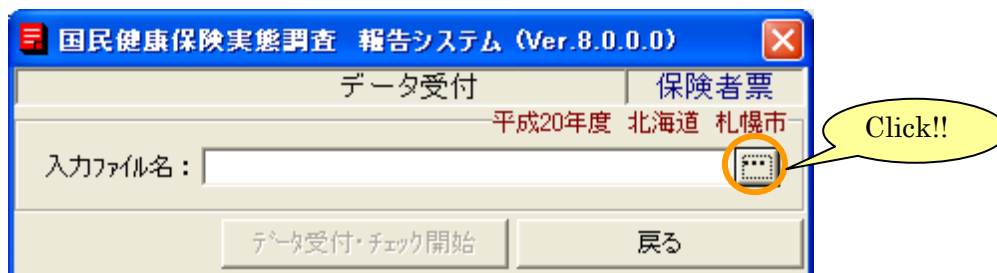 国民健康保険実態調査 報告システム (Ver.8.0.0.0)
データ受付 保険者票
平成20年度 北海道 札幌市
入力ファイル名：
...
Click!!
データ受付・チェック開始 戻る